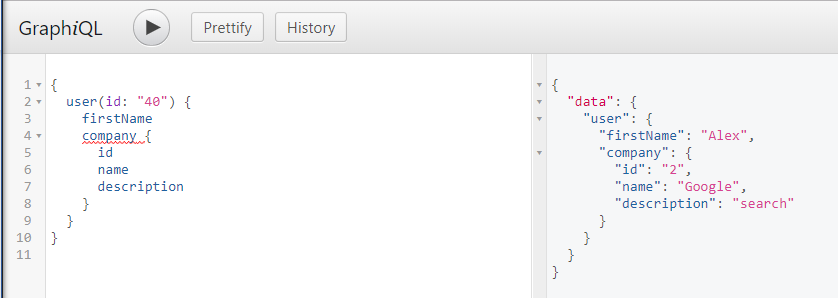 GraphiQL Prettify History
1 {
2 user(id: "40") {
3 firstName
4 company {
5 id
6 name
7 description
8 }
9 }
10 }
11
{
"data": {
"user": {
"firstName": "Alex",
"company": {
"id": "2",
"name": "Google",
"description": "search"
}
}
}
}